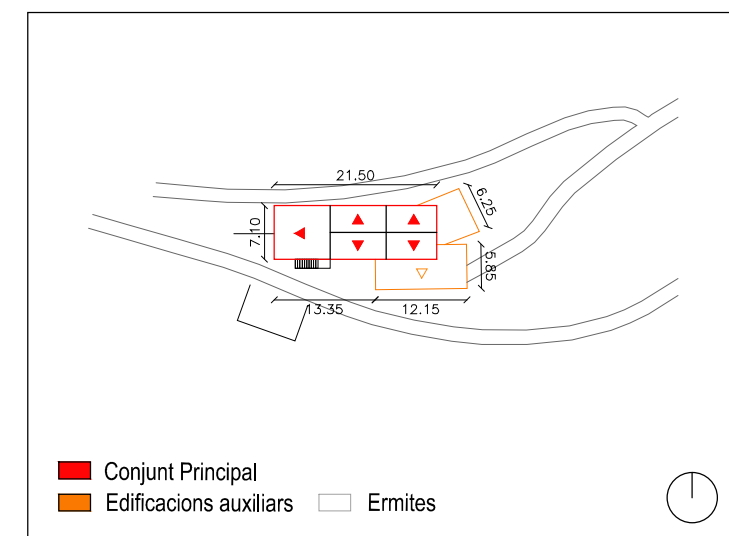 21.50
6.25
7.10
5.85
13.35
12.15
Conjunt Principal
Edificacions auxiliars
Ermites